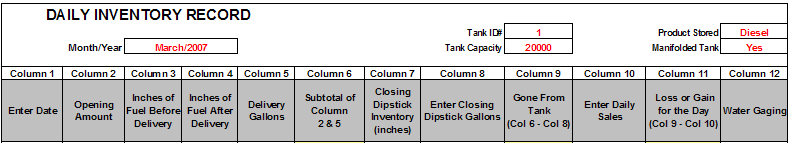 DAILY INVENTORY RECORD
Tank ID# 1 Product Stored Diesel
Month/Year March/2007 Tank Capacity 20000 Manifolded Tank Yes
Column 1 Column 2 Column 3 Column 4 Column 5 Column 6 Column 7 Column 8 Column 9 Column 10 Column 11 Column 12
Enter Date
Opening
Amount
Inches of
Fuel Before
Delivery
Inches of
Fuel After
Delivery
Delivery
Gallons
Subtotal of
Column
2 & 5
Closing
Dipstick
Inventory
(inches)
Enter Closing
Dipstick Gallons
Gone From
Tank
(Col 6 - Col 8)
Enter Daily
Sales
Loss or Gain
for the Day
(Col 9 - Col 10)
Water Gaging